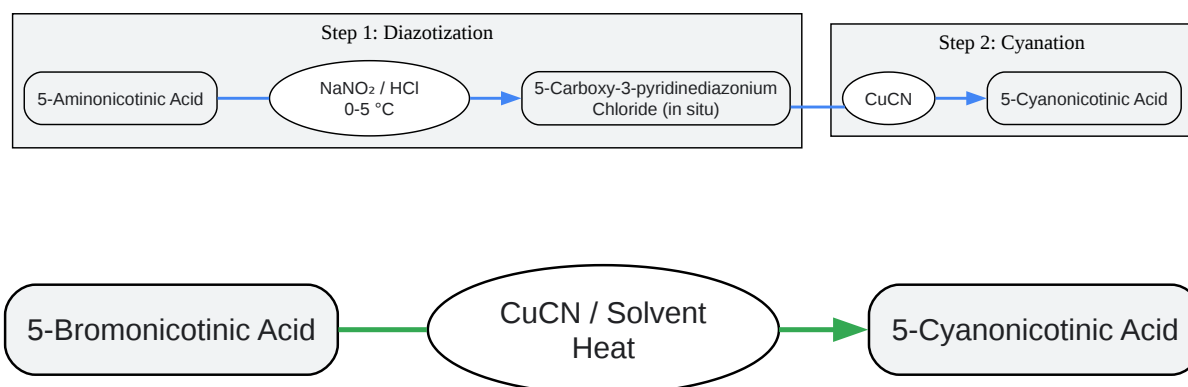 Step 1: Diazotization
5-Aminonicotinic Acid
NaNO₂ / HCl
0-5 °C
5-Carboxy-3-pyridinediazonium
Chloride (in situ)
Step 2: Cyanation
CuCN
5-Cyanonicotinic Acid
5-Bromonicotinic Acid
CuCN / Solvent
Heat
5-Cyanonicotinic Acid